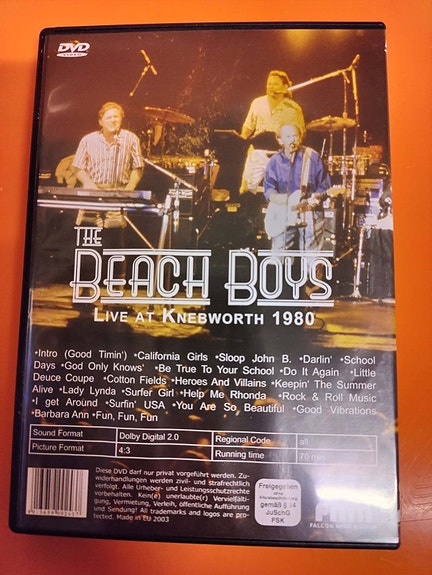 DVD
VIDEO
THE
BEACH BOYS
LIVE AT KNEBWORTH 1980
•Intro (Good Timin') •California Girls •Sloop John B. •Darlin' •School
Days •God Only Knows' •Be True To Your School •Do It Again •Little
Deuce Coupe •Cotton Fields •Heroes And Villains •Keepin' The Summer
Alive •Lady Lynda •Surfer Girl •Help Me Rhonda •Rock & Roll Music
•I get Around •Surfin' USA •You Are So Beautiful •Good Vibrations
•Barbara Ann •Fun, Fun, Fun
Sound Format Dolby Digital 2.0 Regional Code all
Picture Format 4:3 Running time 70
Diese DVD darf nur privat vorgeführt werden. Zu-
widerhandlungen werden zivil- und strafrechtlich
verfolgt. Alle Urheber- und Leistungsschutzrechte
vorbehalten. Kein(e) unerlaubte(r) Vervielfäl-
tigung, Vermietung, Verleih, öffentliche Aufführung
und Sendung! All trademarks and logos are pro-
tected. Made in EU 2003
Freigegeben
gemäß § 14
JuSchG
FSK
FALCON